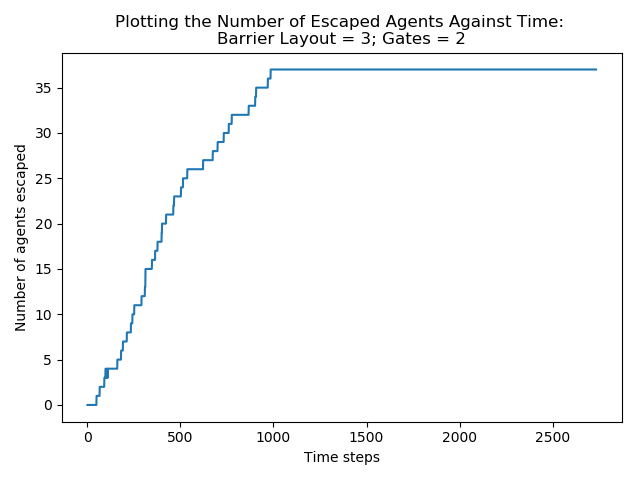 Plotting the Number of Escaped Agents Against Time:
Barrier Layout = 3; Gates = 2
35
30
25
20
15
10
5
0
Number of agents escaped
0 500 1000 1500 2000 2500
Time steps